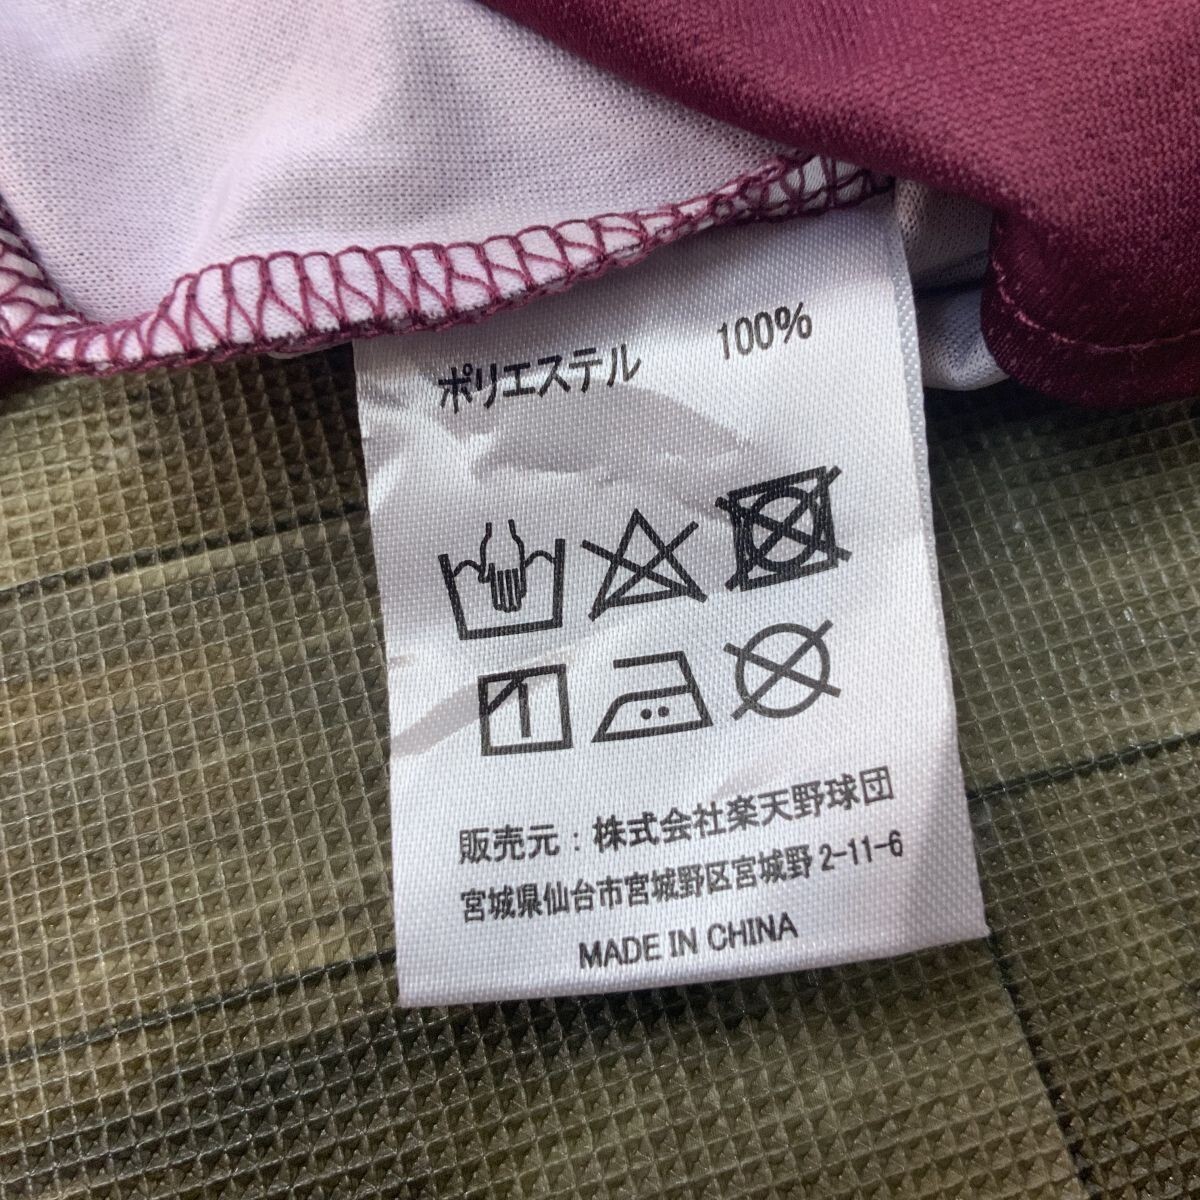 ポリエステル 100%
販売元：株式会社楽天野球団
宮城県仙台市宮城野区宮城野 2-11-6
MADE IN CHINA